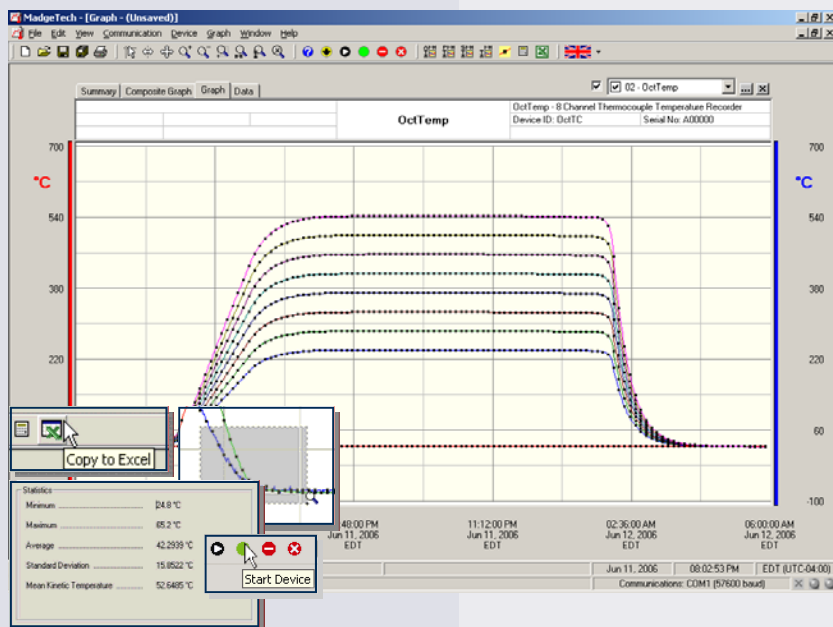 MadgeTech - [Graph - (Unsaved)]
File Edit View Communication Device Graph Window Help
Summary Composite Graph Graph Data
02 - OctTemp
OctTemp
OctTemp - 8 Channel Thermocouple Temperature Recorder
Device ID: OctTC Serial No: A00000
700 700
°C °C
540 540
380 380
220 220
60
-100
Copy to Excel
Statistics
Minimum 24.8 °C
Maximum 65.2 °C
Average 42.2939 °C
Standard Deviation 15.8522 °C
Mean Kinetic Temperature 52.6485 °C
Start Device
:48:00 PM 11:12:00 PM 02:36:00 AM 06:00:00 AM
Jun 11, 2006 Jun 11, 2006 Jun 12, 2006 Jun 12, 2006
EDT EDT EDT EDT
Jun 11, 2006 08:02:53 PM EDT (UTC-04:00)
Communications: COM1 (57600 baud)